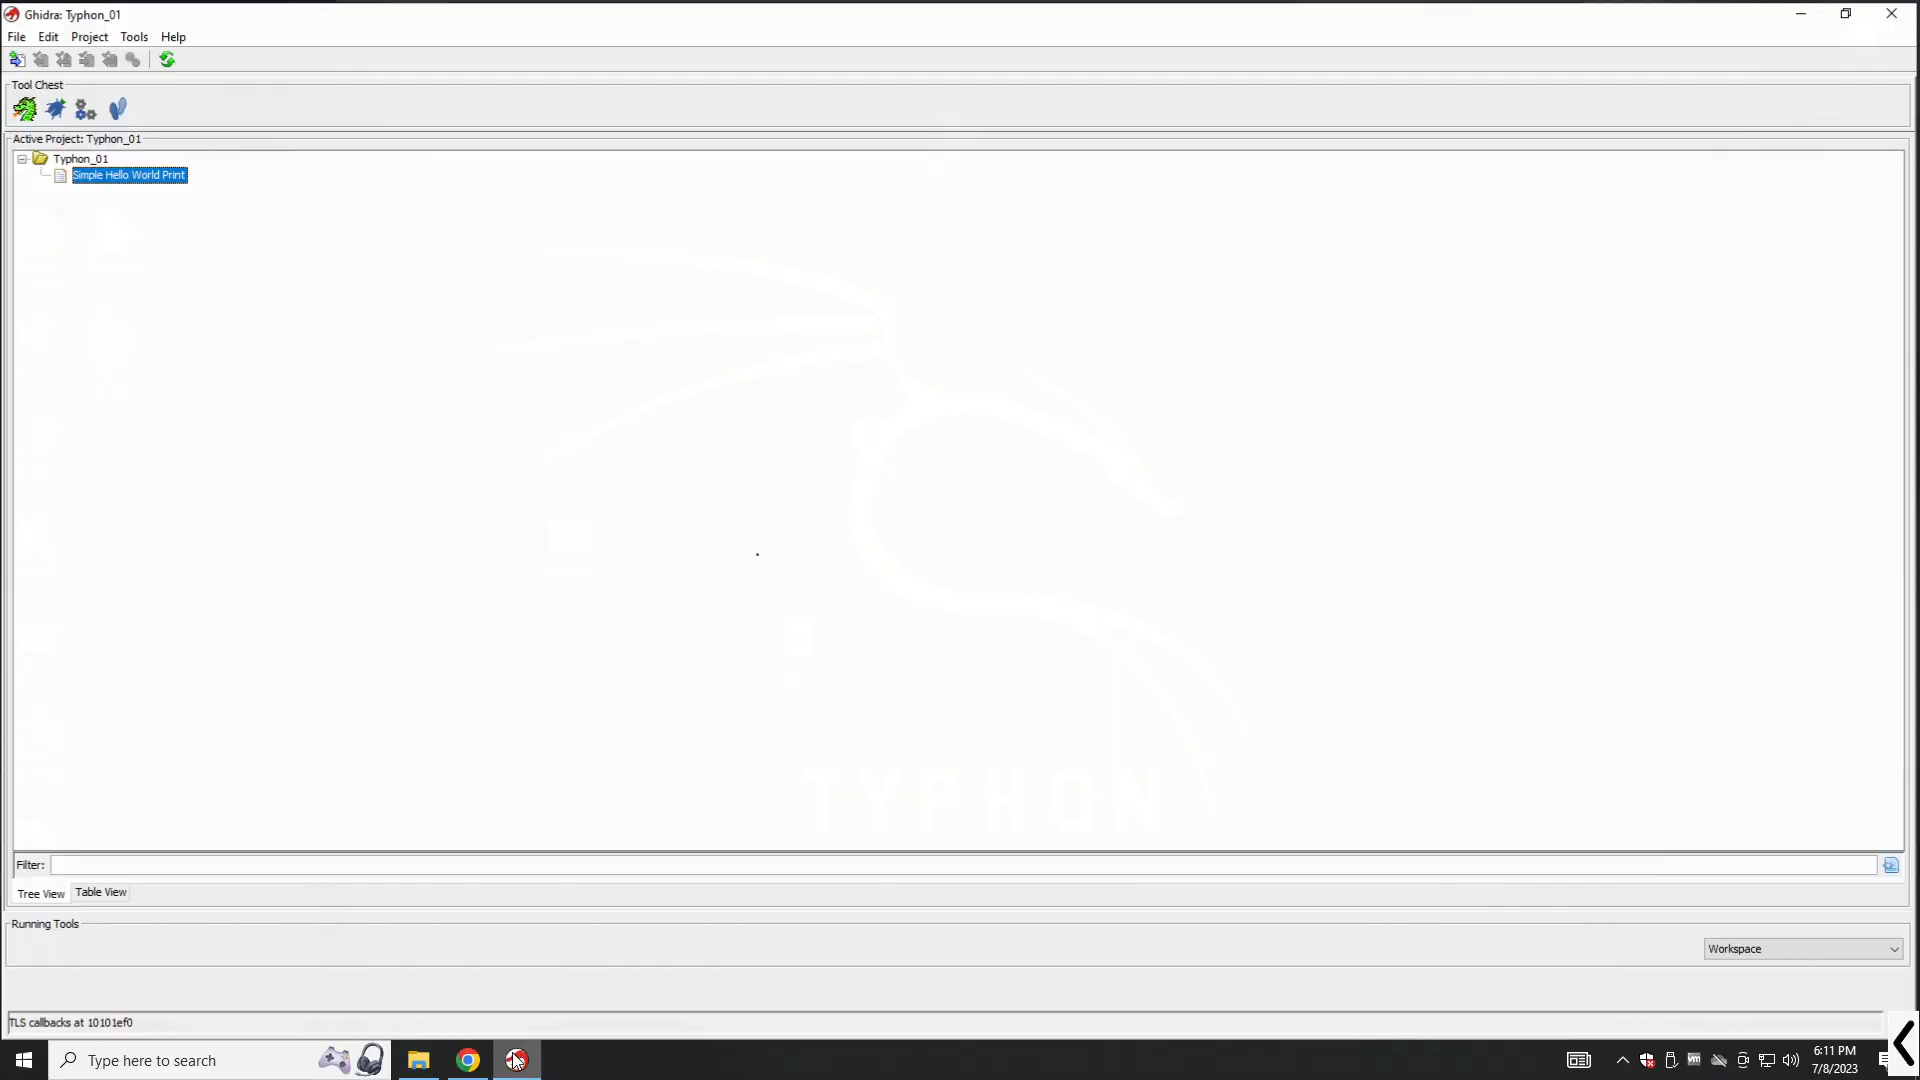 Ghidra: Typhon_01
File Edit Project Tools Help
Tool Chest
Active Project: Typhon_01
Typhon_01
Simple Hello World Print
TYPHON
Filter:
Tree View Table View
Running Tools
Workspace
TLS callbacks at 10101ef0
Type here to search
vm
6:11 PM
7/8/2023